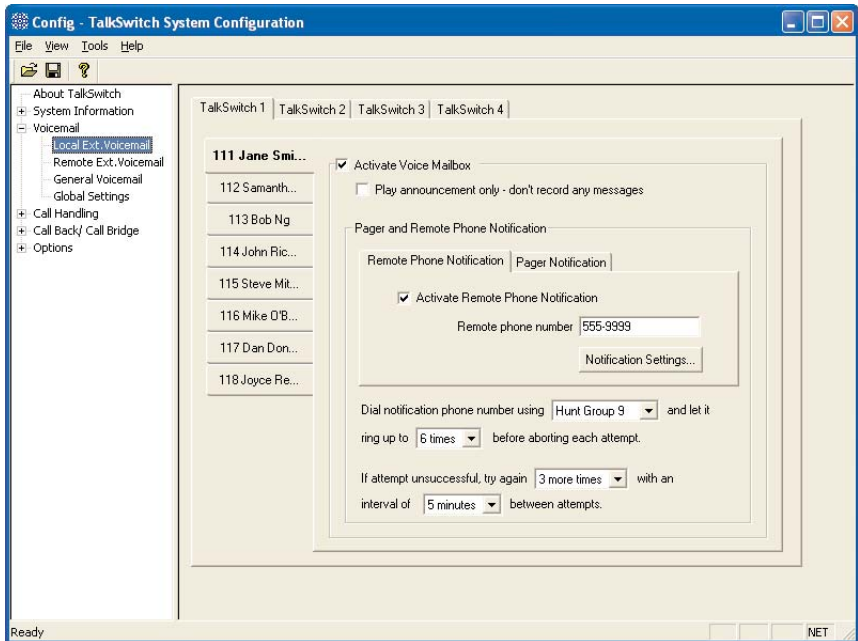 Config - TalkSwitch System Configuration
File View Tools Help
About TalkSwitch
System Information
Voicemail
Local Ext.Voicemail
Remote Ext.Voicemail
General Voicemail
Global Settings
Call Handling
Call Back/ Call Bridge
Options
TalkSwitch 1 TalkSwitch 2 TalkSwitch 3 TalkSwitch 4
111 Jane Smi...
112 Samanth...
113 Bob Ng
114 John Ric...
115 Steve Mit...
116 Mike O'B...
117 Dan Don...
118 Joyce Re...
Activate Voice Mailbox
Play announcement only - don't record any messages
Pager and Remote Phone Notification
Remote Phone Notification Pager Notification
Activate Remote Phone Notification
Remote phone number 555-9999
Notification Settings...
Dial notification phone number using Hunt Group 9 and let it
ring up to 6 times before aborting each attempt.
If attempt unsuccessful, try again 3 more times with an
interval of 5 minutes between attempts.
Ready NET